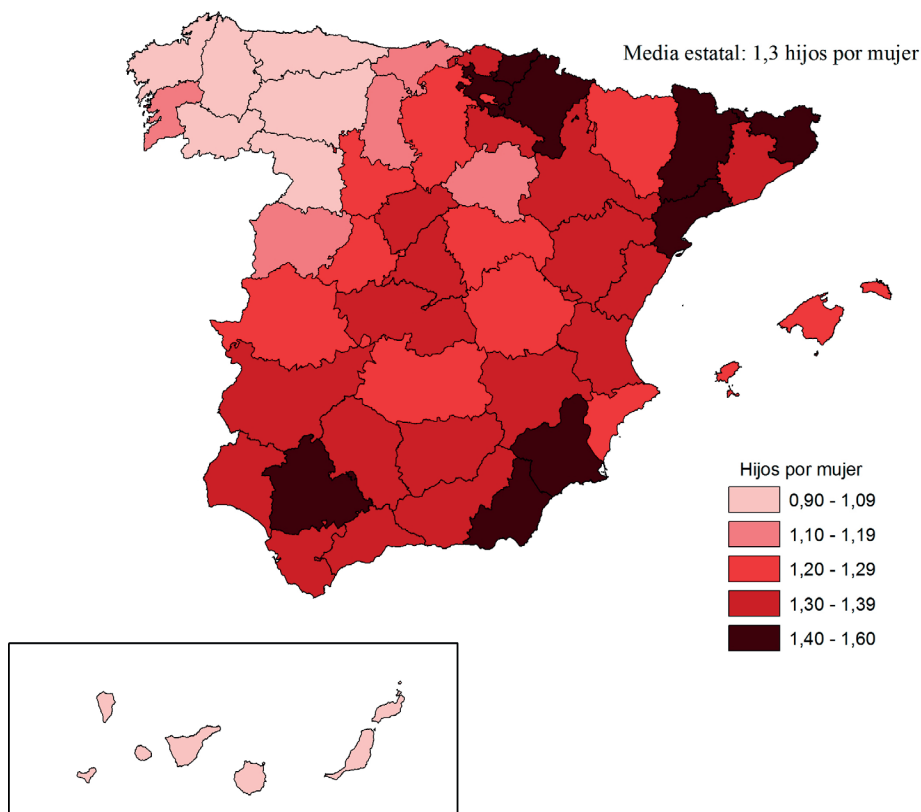 Media estatal: 1,3 hijos por mujer
Hijos por mujer
0,90 - 1,09
1,10 - 1,19
1,20 - 1,29
1,30 - 1,39
1,40 - 1,60